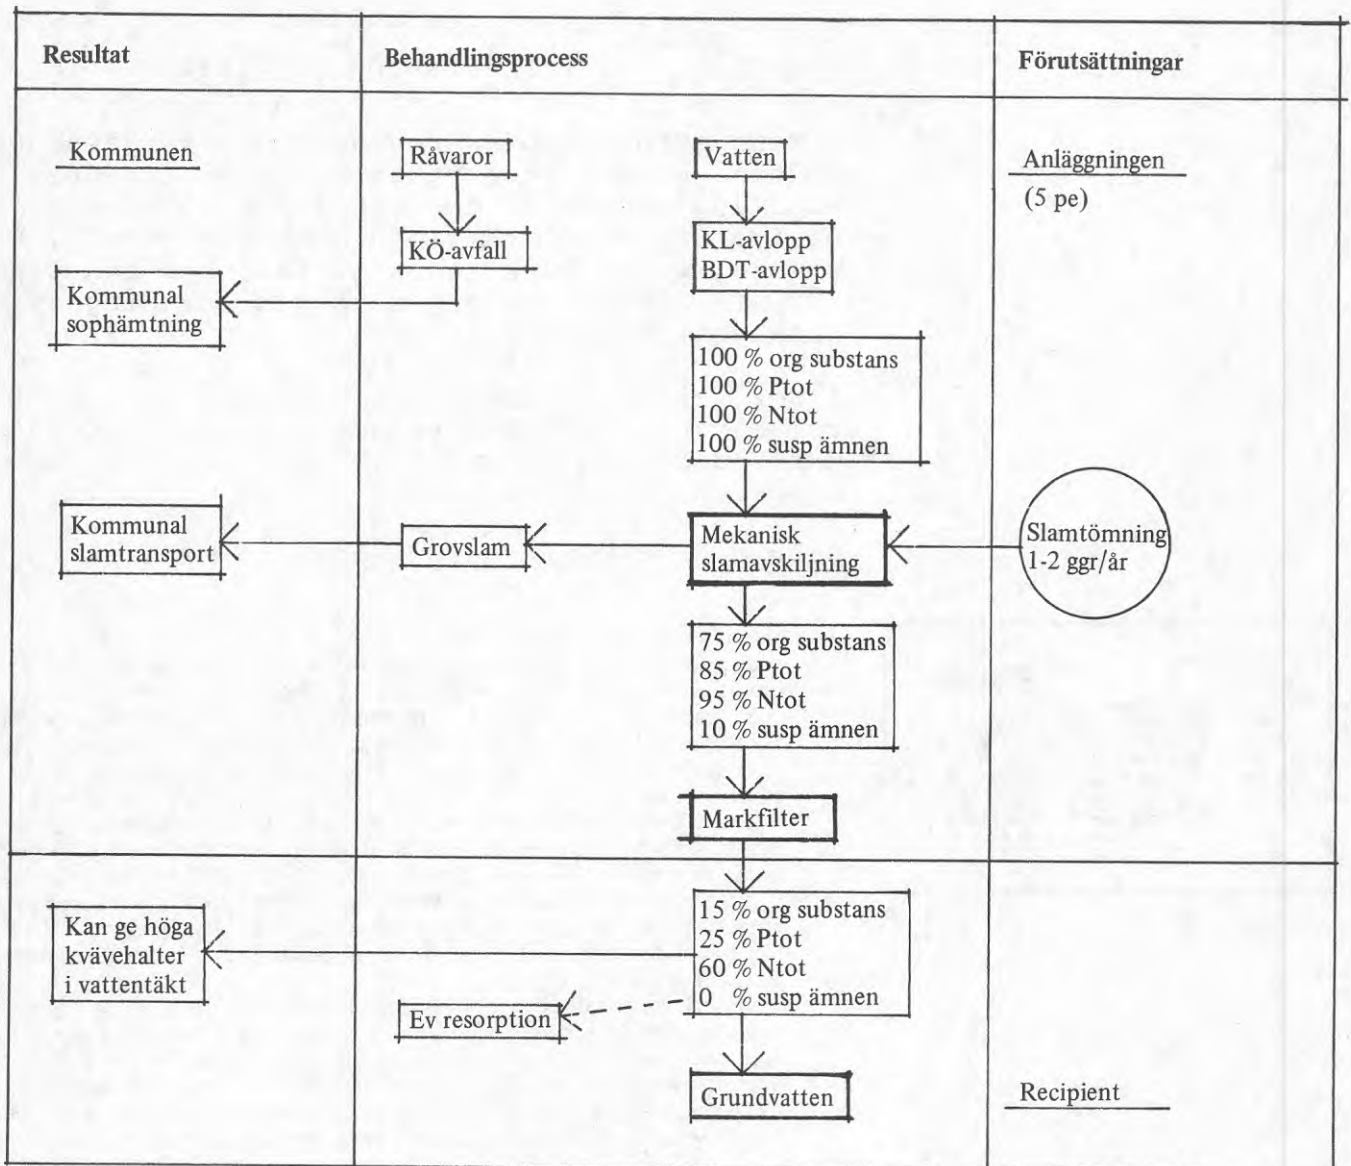 Resultat
Behandlingsprocess
Förutsättningar
Kommunen
Råvaror
Vatten
Anläggningen
(5 pe)
KÖ-avfall
KL-avlopp
BDT-avlopp
Kommunal
sophämtning
100 % org substans
100 % Ptot
100 % Ntot
100 % susp ämnen
Kommunal
slamtransport
Grovslam
Mekanisk
slamavskiljning
Slamtömning
1-2 ggr/år
75 % org substans
85 % Ptot
95 % Ntot
10 % susp ämnen
Markfilter
15 % org substans
25 % Ptot
60 % Ntot
0 % susp ämnen
Kan ge höga
kvävehalter
i vattentäkt
Ev resorption
Grundvatten
Recipient